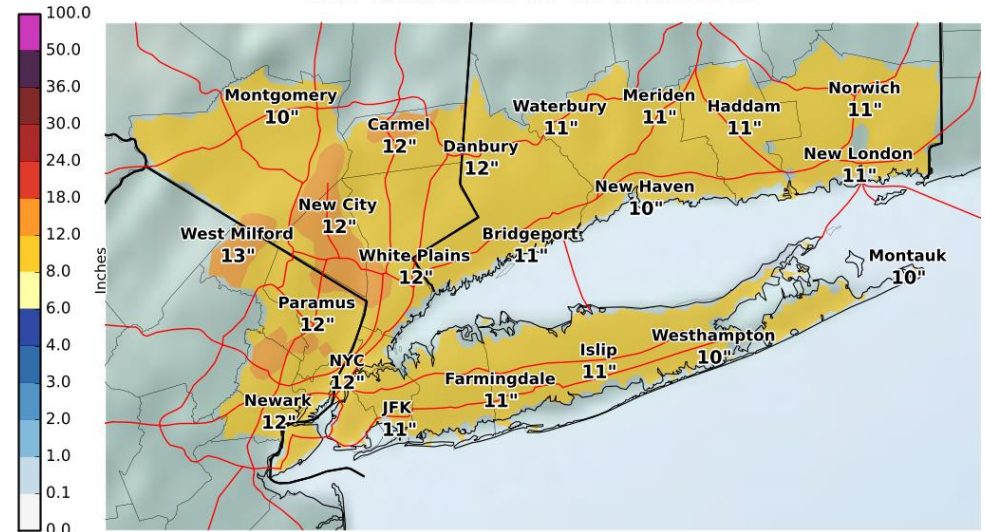 100.0
50.0
36.0
30.0
24.0
18.0
12.0
8.0
6.0
4.0
3.0
2.0
1.0
0.1
0.0
Inches
Montgomery
10"
Carmel
12"
Danbury
12"
Waterbury
11"
Meriden
11"
Haddam
11"
Norwich
11"
New London
11"
New Haven
10"
New City
12"
West Milford
13"
White Plains
12"
Bridgeport
11"
Montauk
10"
Paramus
12"
NYC
12"
Newark
12"
JFK
11"
Farmingdale
11"
Islip
11"
Westhampton
10"